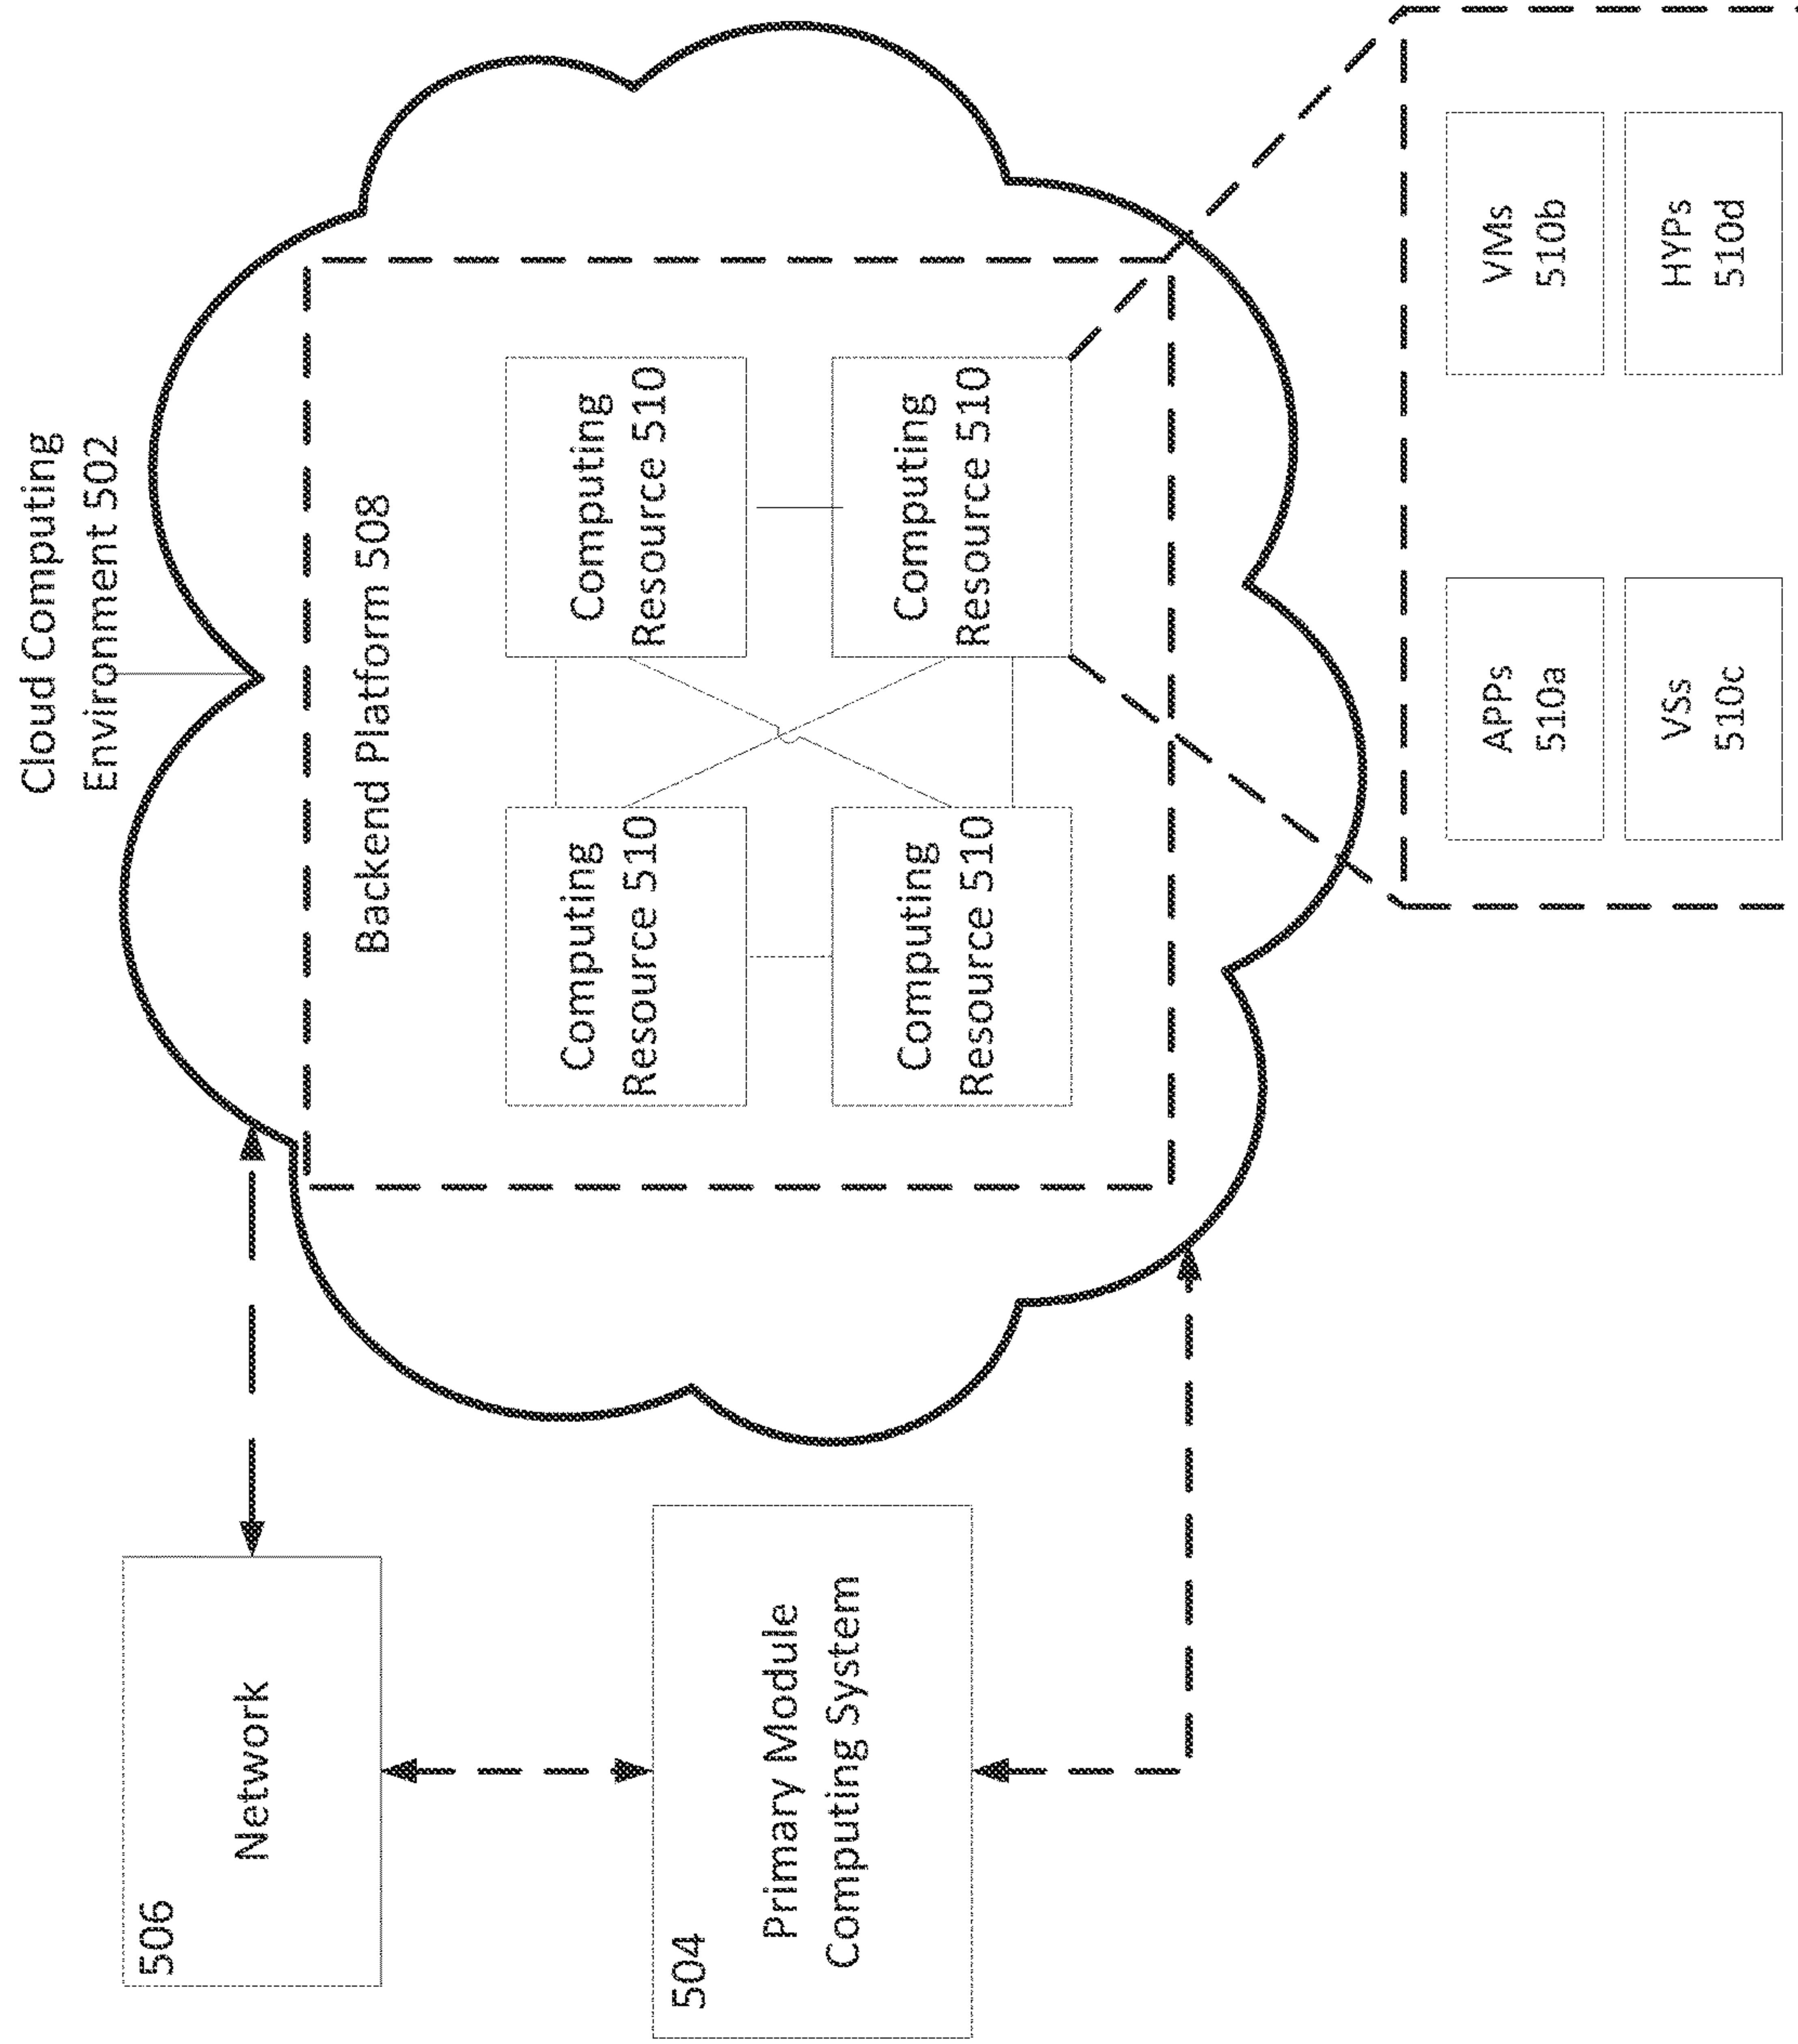 Cloud Computing
Environment 502
506
Network
504
Primary Module
Computing System
Backend Platform 508
Computing
Resource 510
Computing
Resource 510
Computing
Resource 510
Computing
Resource 510
APPs
510a
VMs
510b
VSs
510c
HYPs
510d